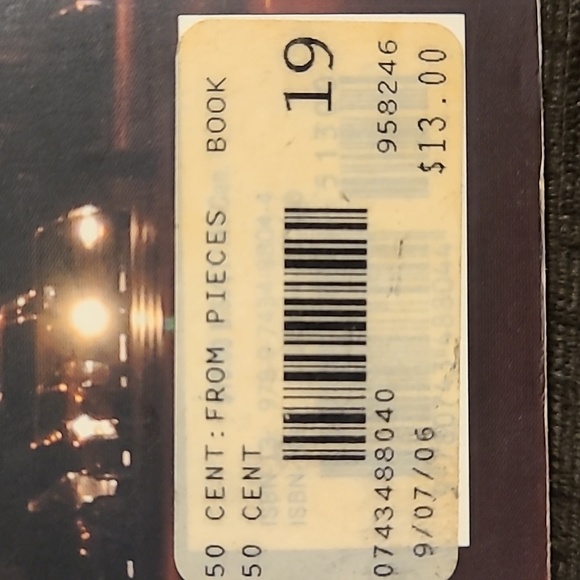 50 CENT:FROM PIECES BOOK
50 CENT
19
0743488040 958246
9/07/06 $13.00